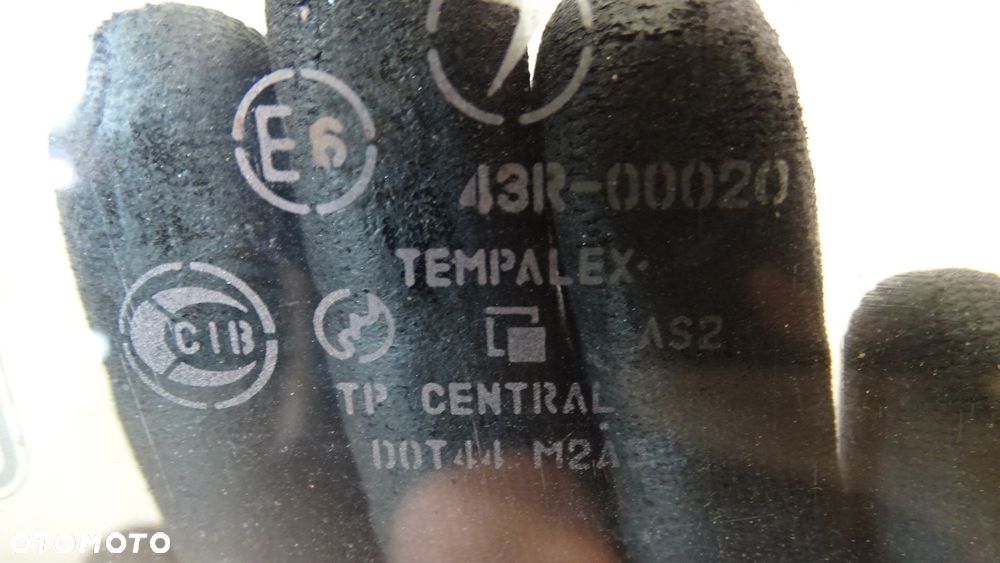 E6
43R-00020
TEMPALEX
CIB
AS2
TP CENTRAL
DOT44 M2A
OTOMOTO